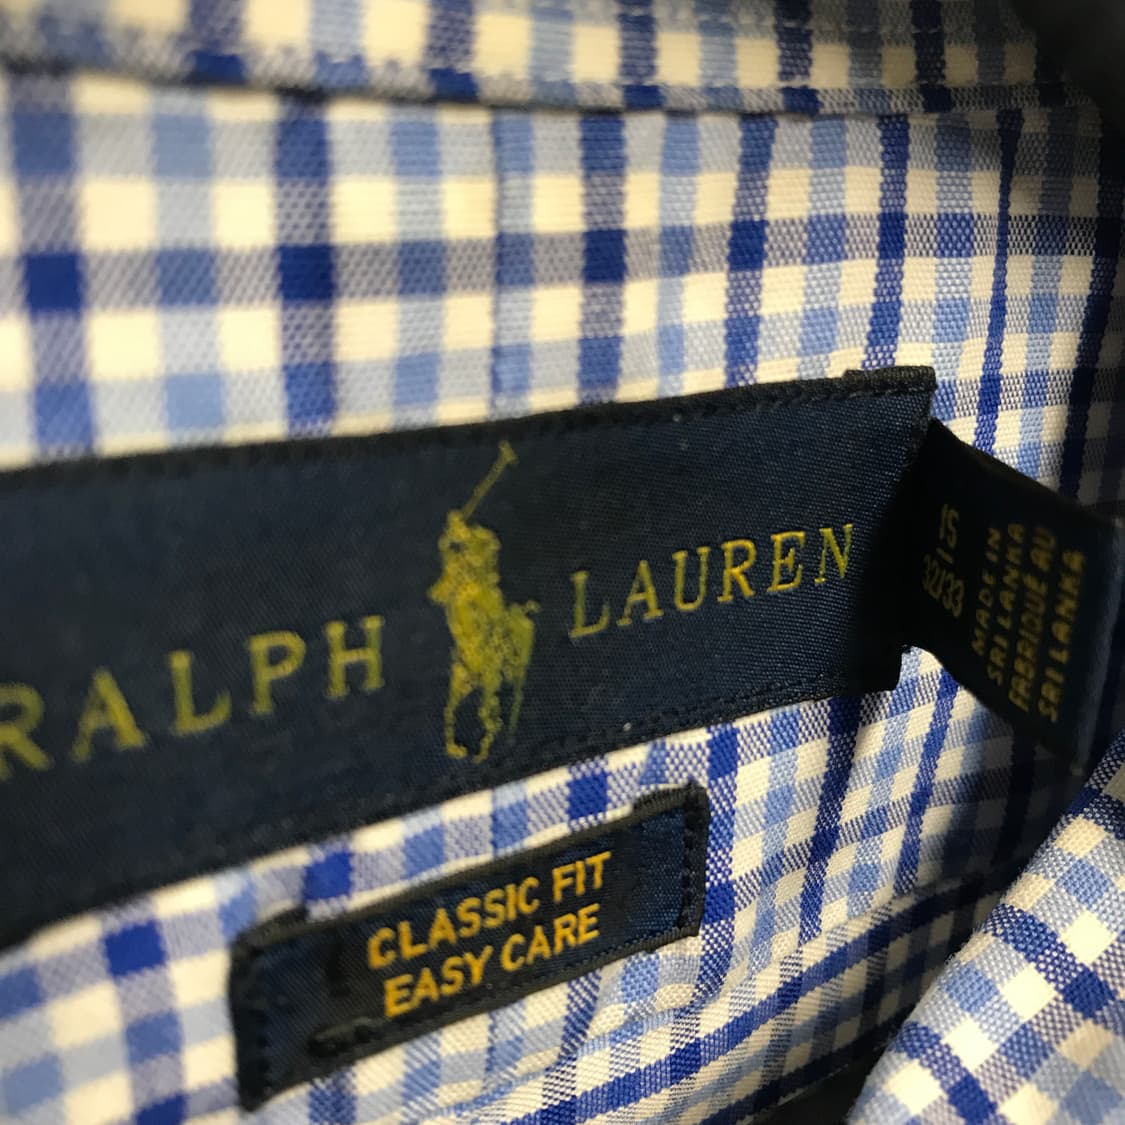 RALPH LAUREN
15
32/33
MADE IN
SRI LANKA
FABRIQUÉ AU
SRI LANKA
CLASSIC FIT
EASY CARE